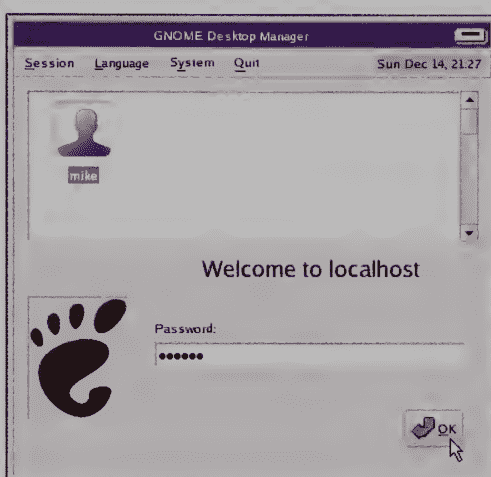 GNOME Desktop Manager
Session Language System Quit Sun Dec 14, 21:27
mike
Welcome to localhost
Password:
●●●●●●
OK